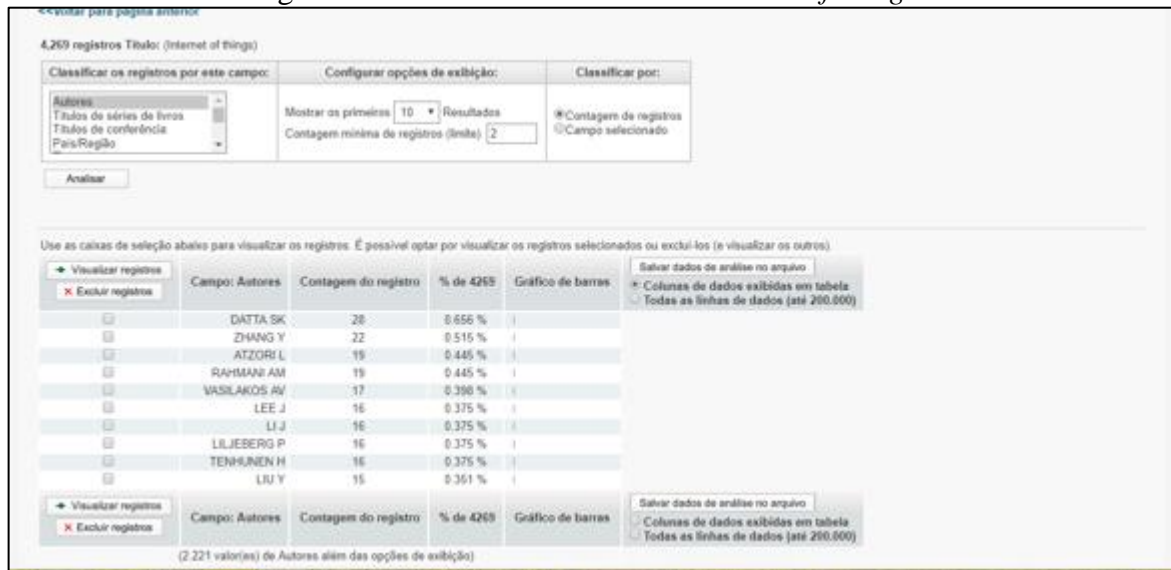 <<Voltar para página anterior
4,269 registros Título: (Internet of things)
Classificar os registros por este campo: Configurar opções de exibição: Classificar por:
Autores
Títulos de séries de livros
Títulos de conferência
País/Região
Mostrar os primeiros 10 Resultados
Contagem mínima de registros (limite) 2
Contagem de registros
Campo selecionado
Analisar
Use as caixas de seleção abaixo para visualizar os registros. É possível optar por visualizar os registros selecionados ou excluí-los (e visualizar os outros).
Visualizar registros
Excluir registros
Campo: Autores Contagem do registro % de 4269 Gráfico de barras
Salvar dados de análise no arquivo
Colunas de dados exibidas em tabela
Todas as linhas de dados (até 200.000)
DATTA SK 28 0.656 %
ZHANG Y 22 0.515 %
ATZORI L 19 0.445 %
RAHMANI AM 19 0.445 %
VASILAKOS AV 17 0.398 %
LEE J 16 0.375 %
LI J 16 0.375 %
LILJEBERG P 16 0.375 %
TENHUNEN H 16 0.375 %
LIU Y 15 0.351 %
Visualizar registros
Excluir registros
Campo: Autores Contagem do registro % de 4269 Gráfico de barras
Salvar dados de análise no arquivo
Colunas de dados exibidas em tabela
Todas as linhas de dados (até 200.000)
(2.221 valor(es) de Autores além das opções de exibição)